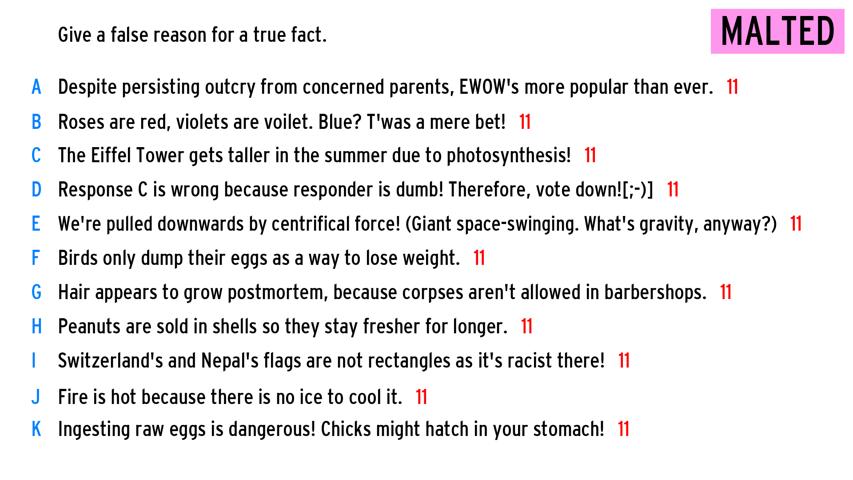 Give a false reason for a true fact.
MALTED
A Despite persisting outcry from concerned parents, EWOW's more popular than ever. 11
B Roses are red, violets are voilet. Blue? T'was a mere bet! 11
C The Eiffel Tower gets taller in the summer due to photosynthesis! 11
D Response C is wrong because responder is dumb! Therefore, vote down![;-)] 11
E We're pulled downwards by centrifical force! (Giant space-swinging. What's gravity, anyway?) 11
F Birds only dump their eggs as a way to lose weight. 11
G Hair appears to grow postmortem, because corpses aren't allowed in barbershops. 11
H Peanuts are sold in shells so they stay fresher for longer. 11
I Switzerland's and Nepal's flags are not rectangles as it's racist there! 11
J Fire is hot because there is no ice to cool it. 11
K Ingesting raw eggs is dangerous! Chicks might hatch in your stomach! 11